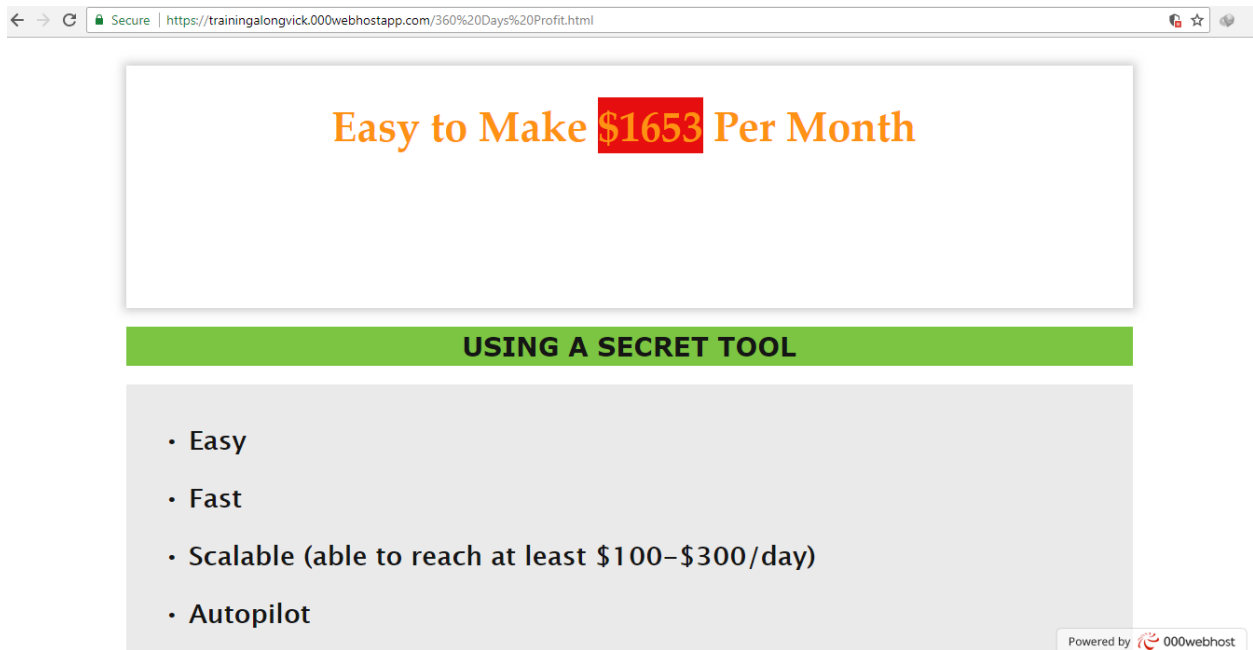 Secure | https://trainingalongvick.000webhostapp.com/360%20Days%20Profit.html
Easy to Make $1653 Per Month
USING A SECRET TOOL
• Easy
• Fast
• Scalable (able to reach at least $100-$300/day)
• Autopilot
Powered by 000webhost